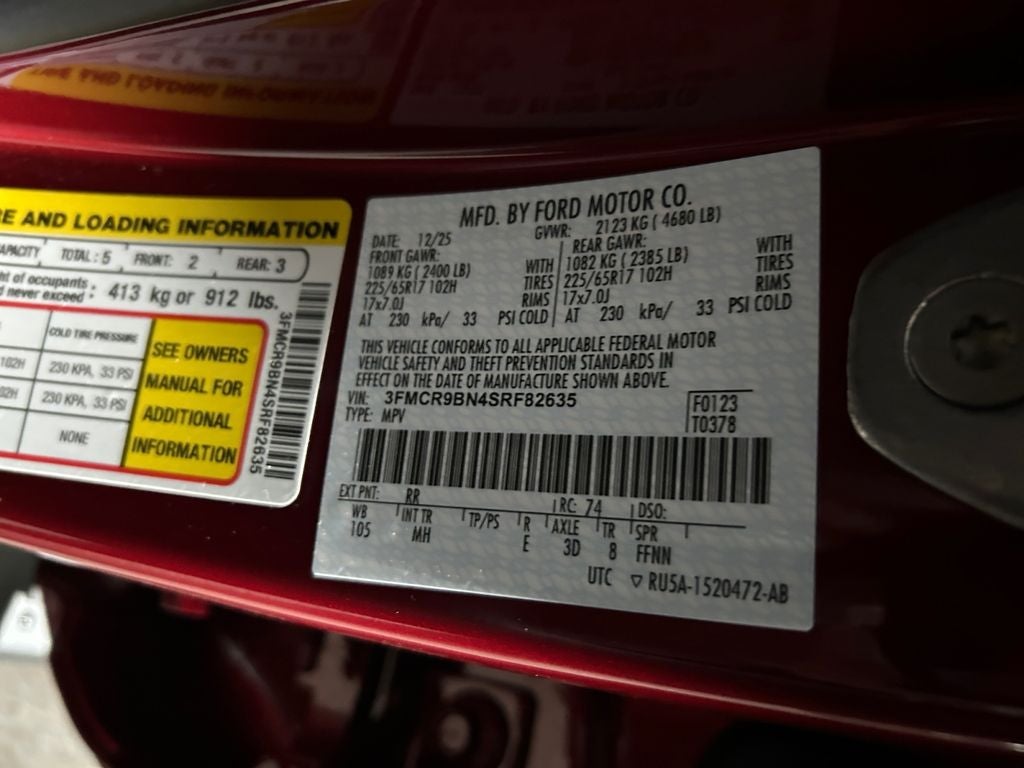 RE AND LOADING INFORMATION
TOTAL: 5 FRONT: 2 REAR: 3
of occupants
never exceed: 413 kg or 912 lbs.
COLD TIRE PRESSURE
102H 230 KPA, 33 PSI
02H 230 KPA, 33 PSI
NONE
SEE OWNERS
MANUAL FOR
ADDITIONAL
INFORMATION
3FMCR9BN4SRF82635
MFD. BY FORD MOTOR CO.
DATE: 12/25 GVWR: 2123 KG ( 4680 LB)
FRONT GAWR: REAR GAWR:
1089 KG (2400 LB) WITH 1082 KG (2385 LB) WITH
225/65R17 102H TIRES 225/65R17 102H TIRES
17x7.0J RIMS 17x7.0J RIMS
AT 230 kPa/ 33 PSI COLD AT 230 kPa/ 33 PSI COLD
THIS VEHICLE CONFORMS TO ALL APPLICABLE FEDERAL MOTOR
VEHICLE SAFETY AND THEFT PREVENTION STANDARDS IN
EFFECT ON THE DATE OF MANUFACTURE SHOWN ABOVE.
VIN: 3FMCR9BN4SRF82635 F0123
TYPE: MPV T0378
EXT PNT: RR RC: 74 DSO:
WB INT TR TP/PS R AXLE TR SPR
105 MH E 3D 8 FFNN
UTC RU5A-1520472-AB